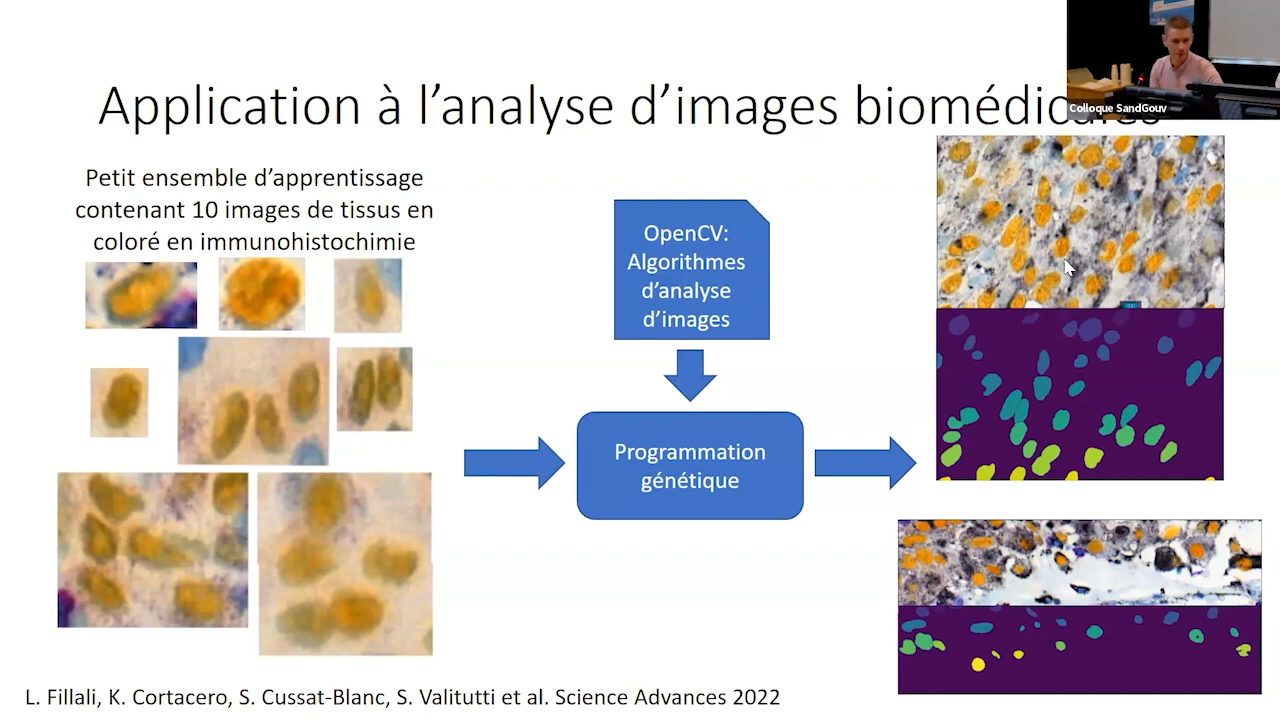 Application à l'analyse d'images biomédicales
Colloque SandGouv
Petit ensemble d'apprentissage
contenant 10 images de tissus en
coloré en immunohistochimie
OpenCV:
Algorithmes
d'analyse
d'images
Programmation
génétique
L. Fillali, K. Cortacero, S. Cussat-Blanc, S. Valitutti et al. Science Advances 2022